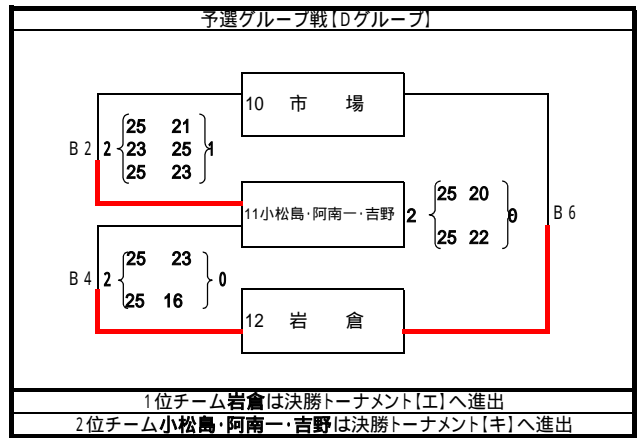 予選グループ戦【Dグループ】
10 市 場
25 21
B2 2 23 25 1
25 23
11小松島・阿南一・吉野
2 25 20 0 B6
25 22
25 23
B4 2 0
25 16
12 岩 倉
1位チーム岩倉は決勝トーナメント【エ】へ進出
2位チーム小松島・阿南一・吉野は決勝トーナメント【キ】へ進出